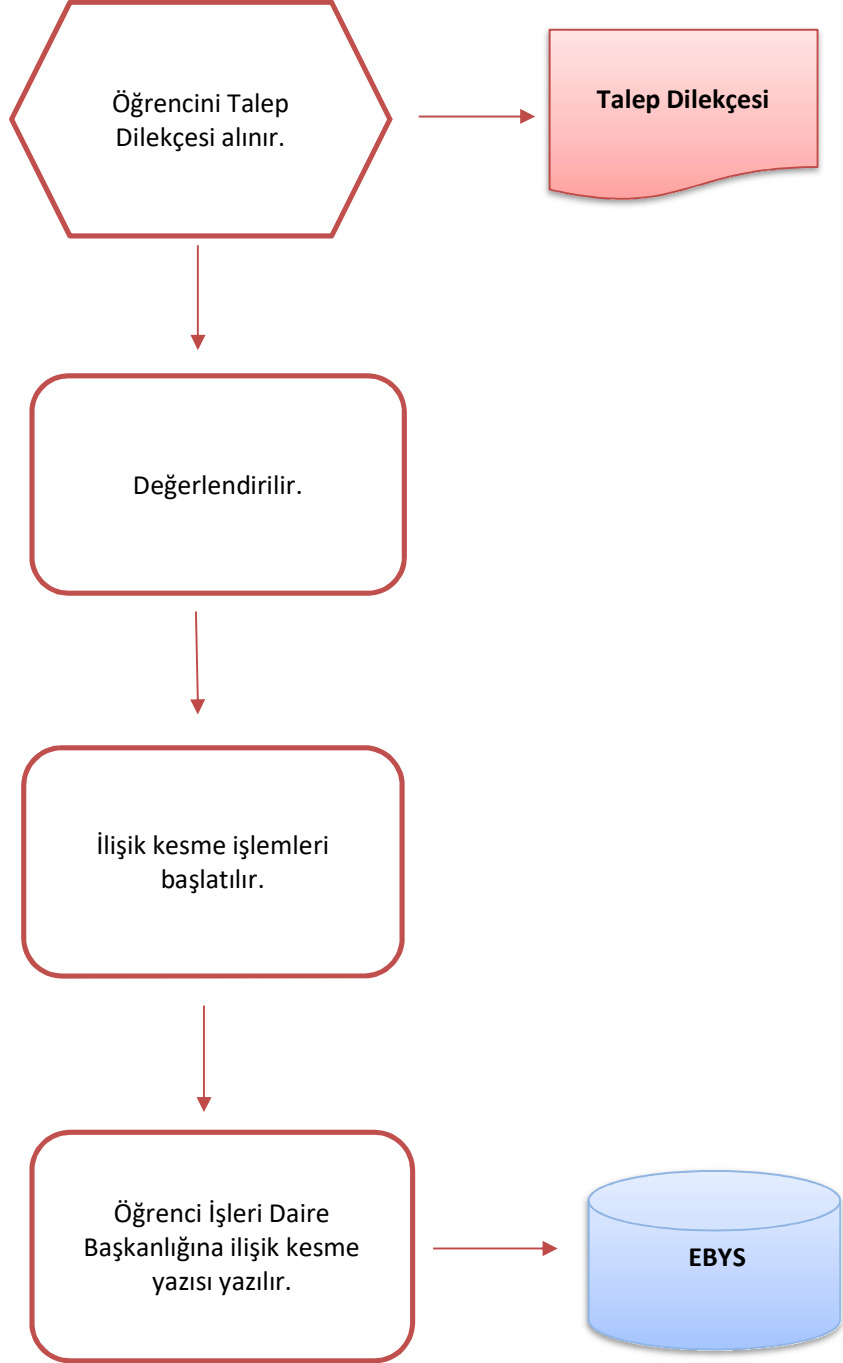 Öğrencini Talep
Dilekçesi alınır.
Talep Dilekçesi
Değerlendirilir.
İlişik kesme işlemleri
başlatılır.
Öğrenci İşleri Daire
Başkanlığına ilişik kesme
yazısı yazılır.
EBYS